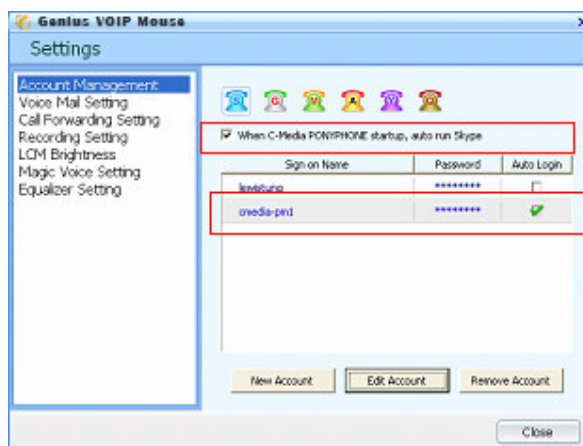 Genius VOIP Mouse
Settings
Account Management
Voice Mail Setting
Call Forwarding Setting
Recording Setting
LCM Brightness
Magic Voice Setting
Equalizer Setting
S G M A Y Q
When C-Media PONYPHONE startup, auto run Skype
Sign on Name Password Auto Login
lewistung ********
cmedia-pm1 ********
New Account Edit Account Remove Account
Close